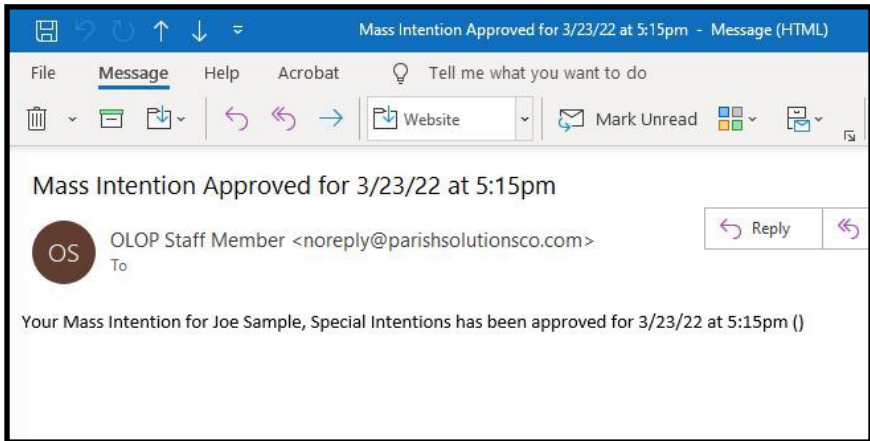 Mass Intention Approved for 3/23/22 at 5:15pm - Message (HTML)
File Message Help Acrobat Tell me what you want to do
Website Mark Unread
Mass Intention Approved for 3/23/22 at 5:15pm
OS OLOP Staff Member <noreply@parishsolutionsco.com> Reply
To
Your Mass Intention for Joe Sample, Special Intentions has been approved for 3/23/22 at 5:15pm ()